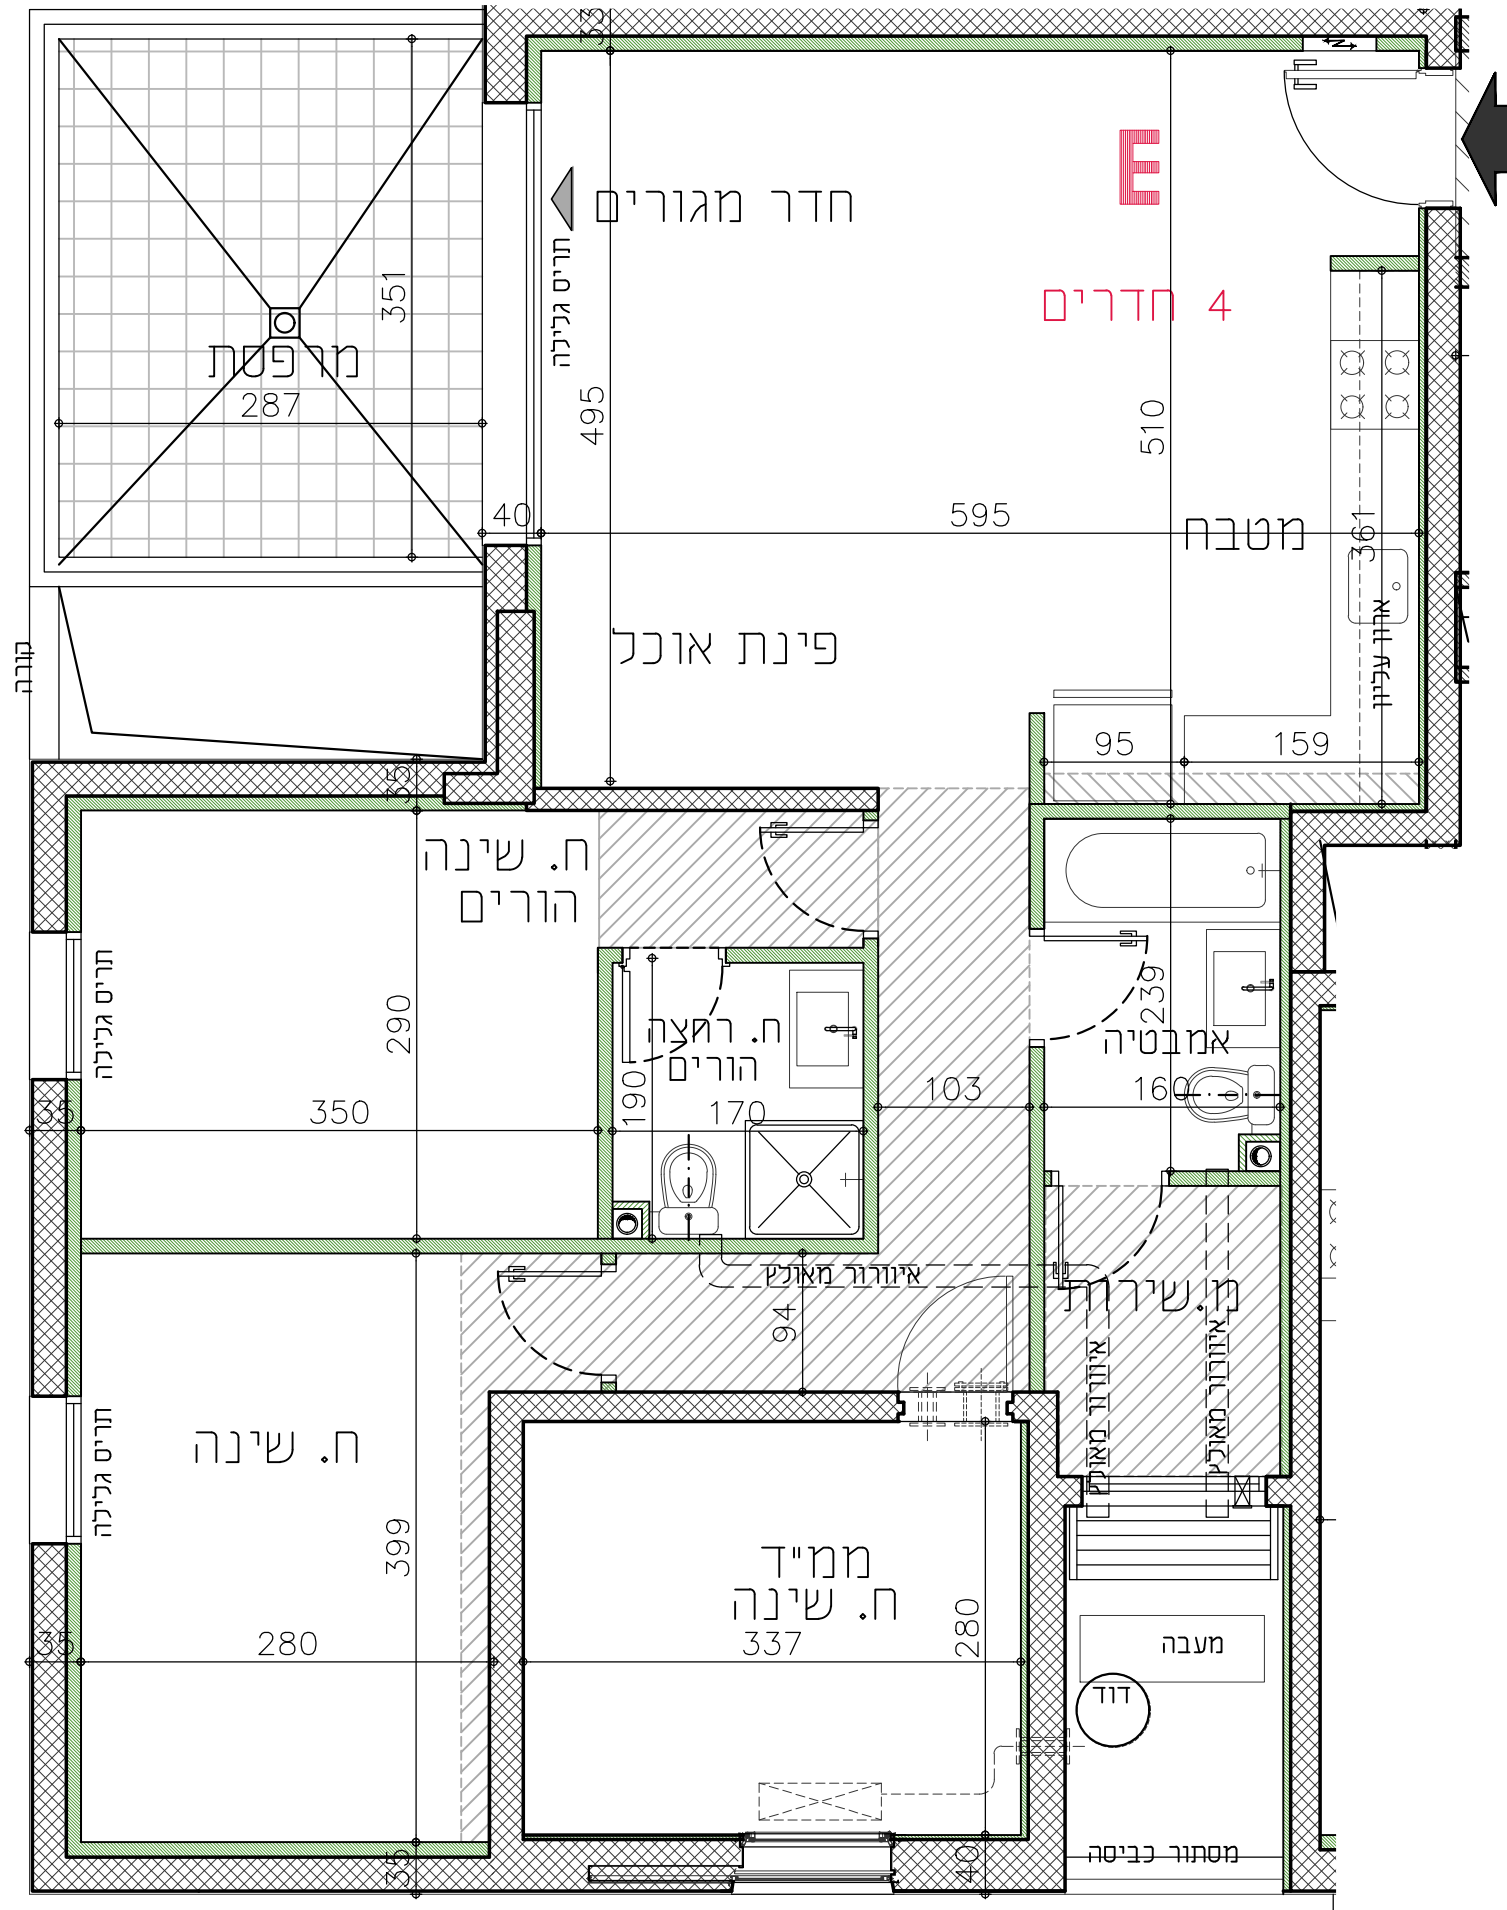 33
E
4 חדרים
חדר מגורים
תריס גלילה
351
מרפסת
287
495
510
40
595
מטבח
361
ארון עליון
פינת אוכל
קורה
95
159
35
ח. שינה
הורים
תריס גלילה
290
35
350
ח. רחצה
הורים
190
170
103
239
אמבטיה
160
איוורור מאולץ
94
מ.שירות
איוורור מאולץ
איוורור מאולץ
ח. שינה
תריס גלילה
399
35
280
ממ"ד
ח. שינה
337
280
מעבה
דוד
מסתור כביסה
35
40